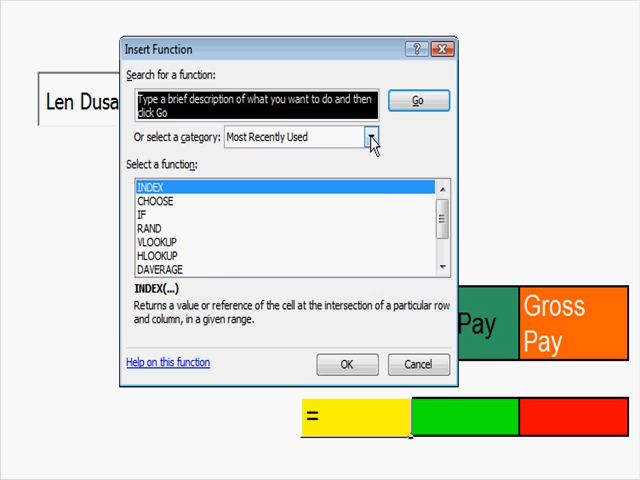 Insert Function
Search for a function:
Type a brief description of what you want to do and then
click Go
Go
Or select a category: Most Recently Used
Select a function:
INDEX
CHOOSE
IF
RAND
VLOOKUP
HLOOKUP
DAVERAGE
INDEX(...)
Returns a value or reference of the cell at the intersection of a particular row
and column, in a given range.
Help on this function
OK
Cancel
Len Dusa
Pay
Gross
Pay
=